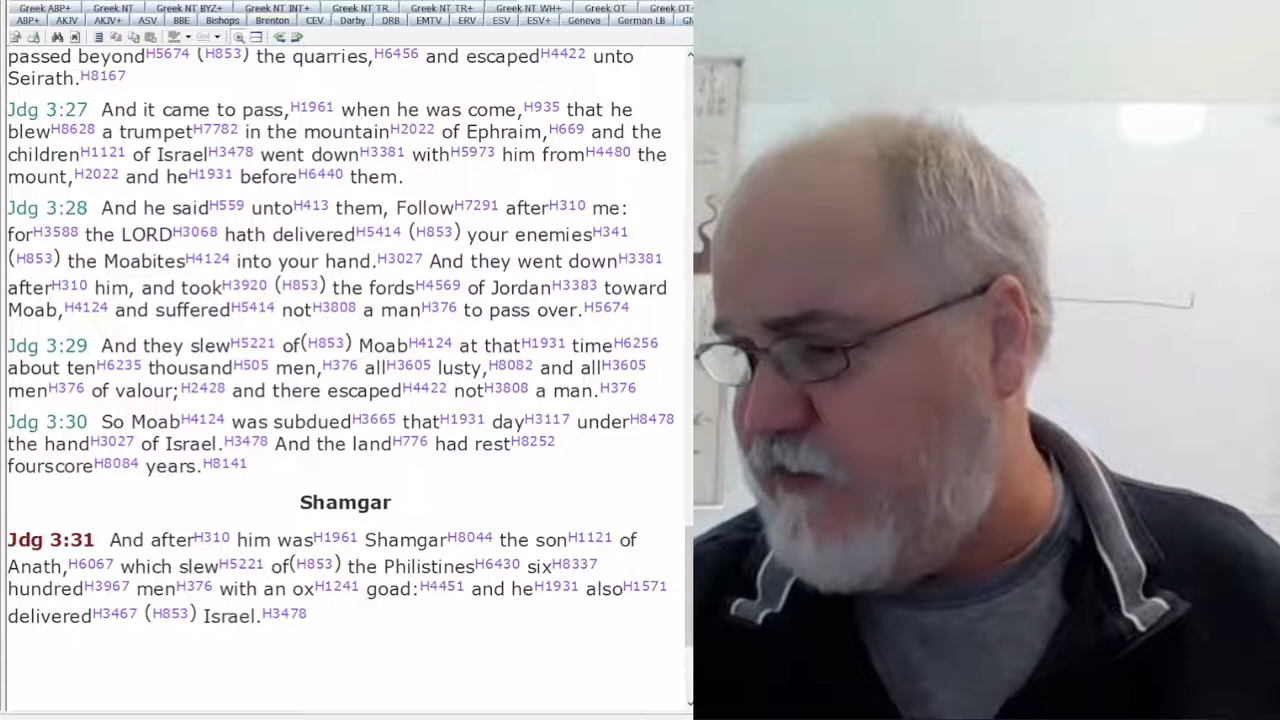 Greek ABP+ Greek NT Greek NT BYZ+ Greek NT INT+ Greek NT TR Greek NT TR+ Greek NT WH+ Greek OT Greek OT+
ABP+ AKJV AKJV+ ASV BBE Bishops Brenton CEV Darby DRB EMTV ERV ESV ESV+ Geneva German LB
passed beyondH5674 (H853) the quarries,H6456 and escapedH4422 unto
Seirath.H8167
Jdg 3:27 And it came to pass,H1961 when he was come,H935 that he
blewH8628 a trumpetH7782 in the mountainH2022 of Ephraim,H669 and the
childrenH1121 of IsraelH3478 went downH3381 withH5973 him fromH4480 the
mount,H2022 and heH1931 beforeH6440 them.
Jdg 3:28 And he saidH559 untoH413 them, FollowH7291 afterH310 me:
forH3588 the LORDH3068 hath deliveredH5414 (H853) your enemiesH341
(H853) the MoabitesH4124 into your hand.H3027 And they went downH3381
afterH310 him, and tookH3920 (H853) the fordsH4569 of JordanH3383 toward
Moab,H4124 and sufferedH5414 notH3808 a manH376 to pass over.H5674
Jdg 3:29 And they slewH5221 of(H853) MoabH4124 at thatH1931 timeH6256
about tenH6235 thousandH505 men,H376 allH3605 lusty,H8082 and allH3605
menH376 of valour;H2428 and there escapedH4422 notH3808 a man.H376
Jdg 3:30 So MoabH4124 was subduedH3665 thatH1931 dayH3117 underH8478
the handH3027 of Israel.H3478 And the landH776 had restH8252
fourscoreH8084 years.H8141
Shamgar
Jdg 3:31 And afterH310 him wasH1961 ShamgarH8044 the sonH1121 of
Anath,H6067 which slewH5221 of(H853) the PhilistinesH6430 sixH8337
hundredH3967 menH376 with an oxH1241 goad:H4451 and heH1931 alsoH1571
deliveredH3467 (H853) Israel.H3478